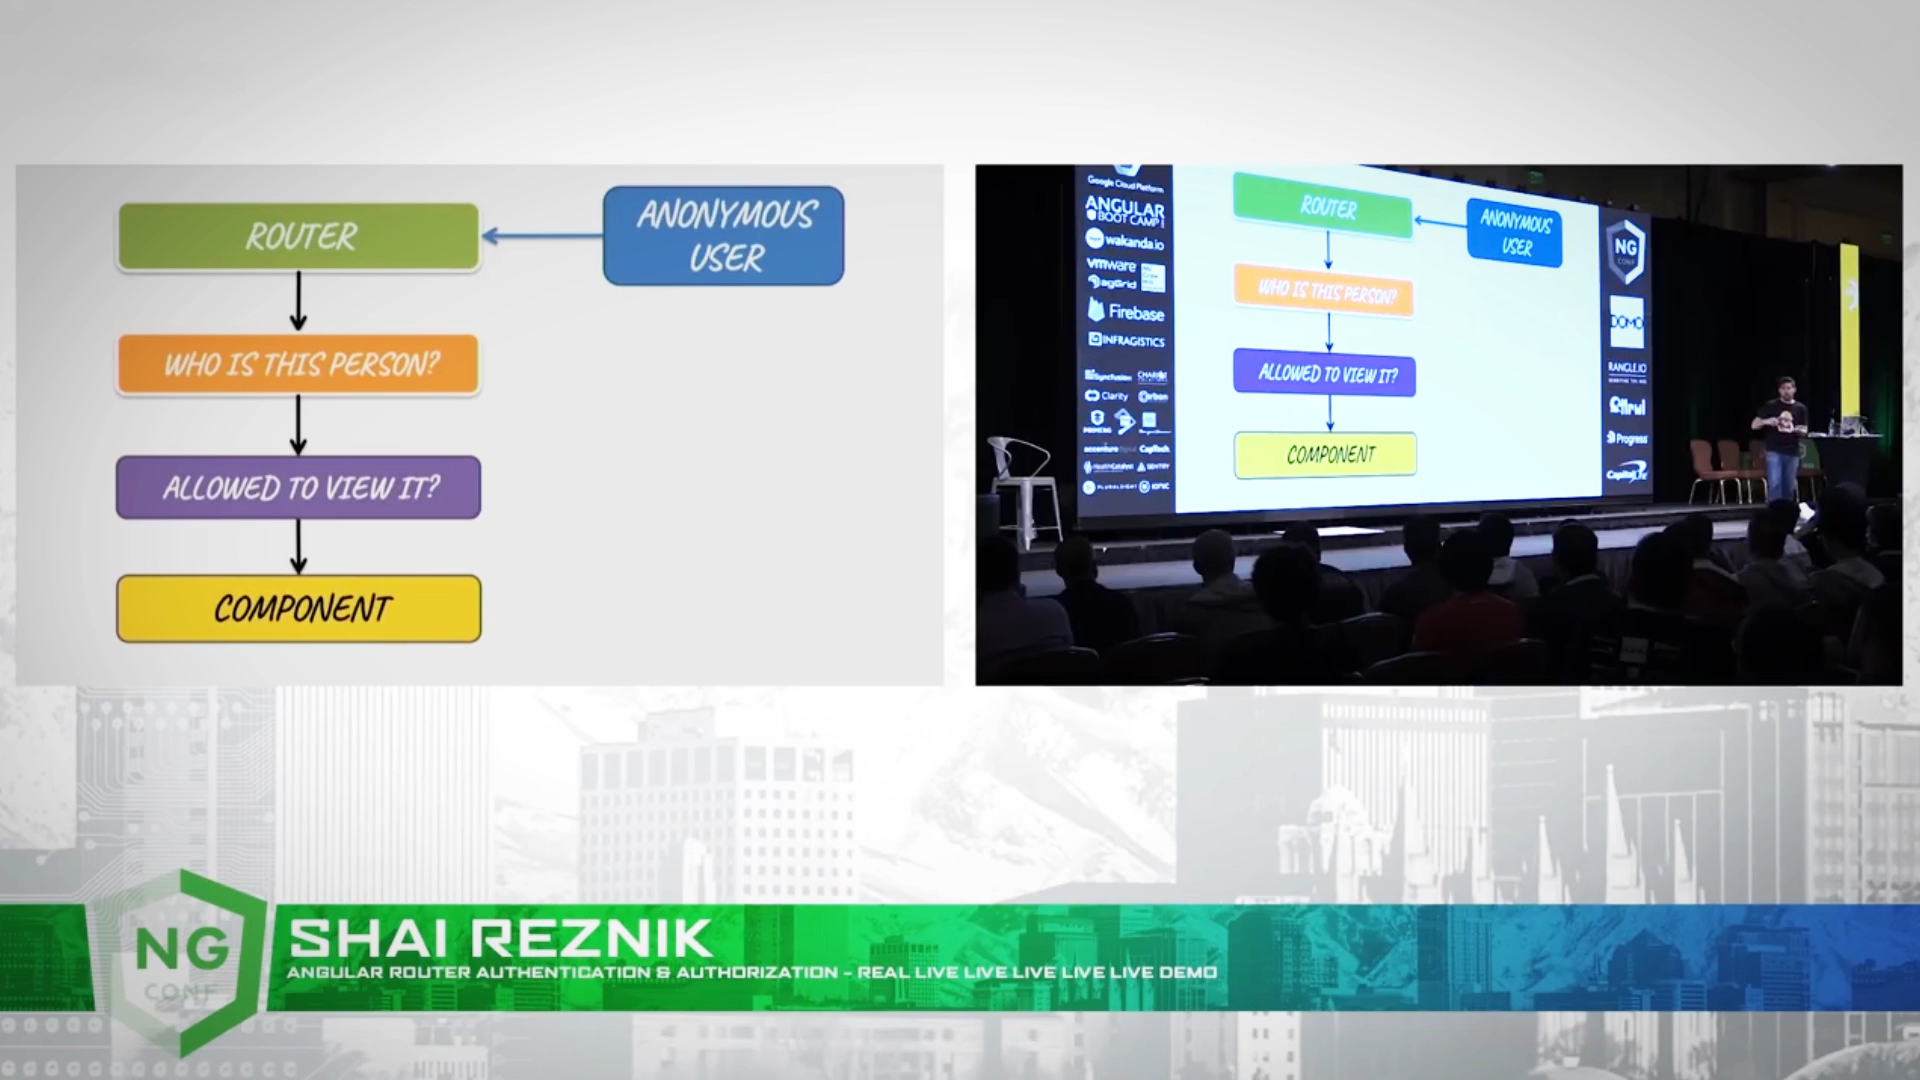 ROUTER
ANONYMOUS
USER
WHO IS THIS PERSON?
ALLOWED TO VIEW IT?
COMPONENT
Google Cloud Platform
ANGULAR
BOOT CAMP
wakanda.io
vmware
agGrid
Firebase
INFRAGISTICS
Syncfusion
Clarity
Carbon
accenture
CapTech
HealthCatalyst
SENTRY
PLURALSIGHT
IONIC
ROUTER
ANONYMOUS
USER
WHO IS THIS PERSON?
ALLOWED TO VIEW IT?
COMPONENT
NG
CONF
DOMO
RANGLE.IO
Progress
NG
CONF
SHAI REZNIK
ANGULAR ROUTER AUTHENTICATION & AUTHORIZATION - REAL LIVE LIVE LIVE LIVE LIVE DEMO